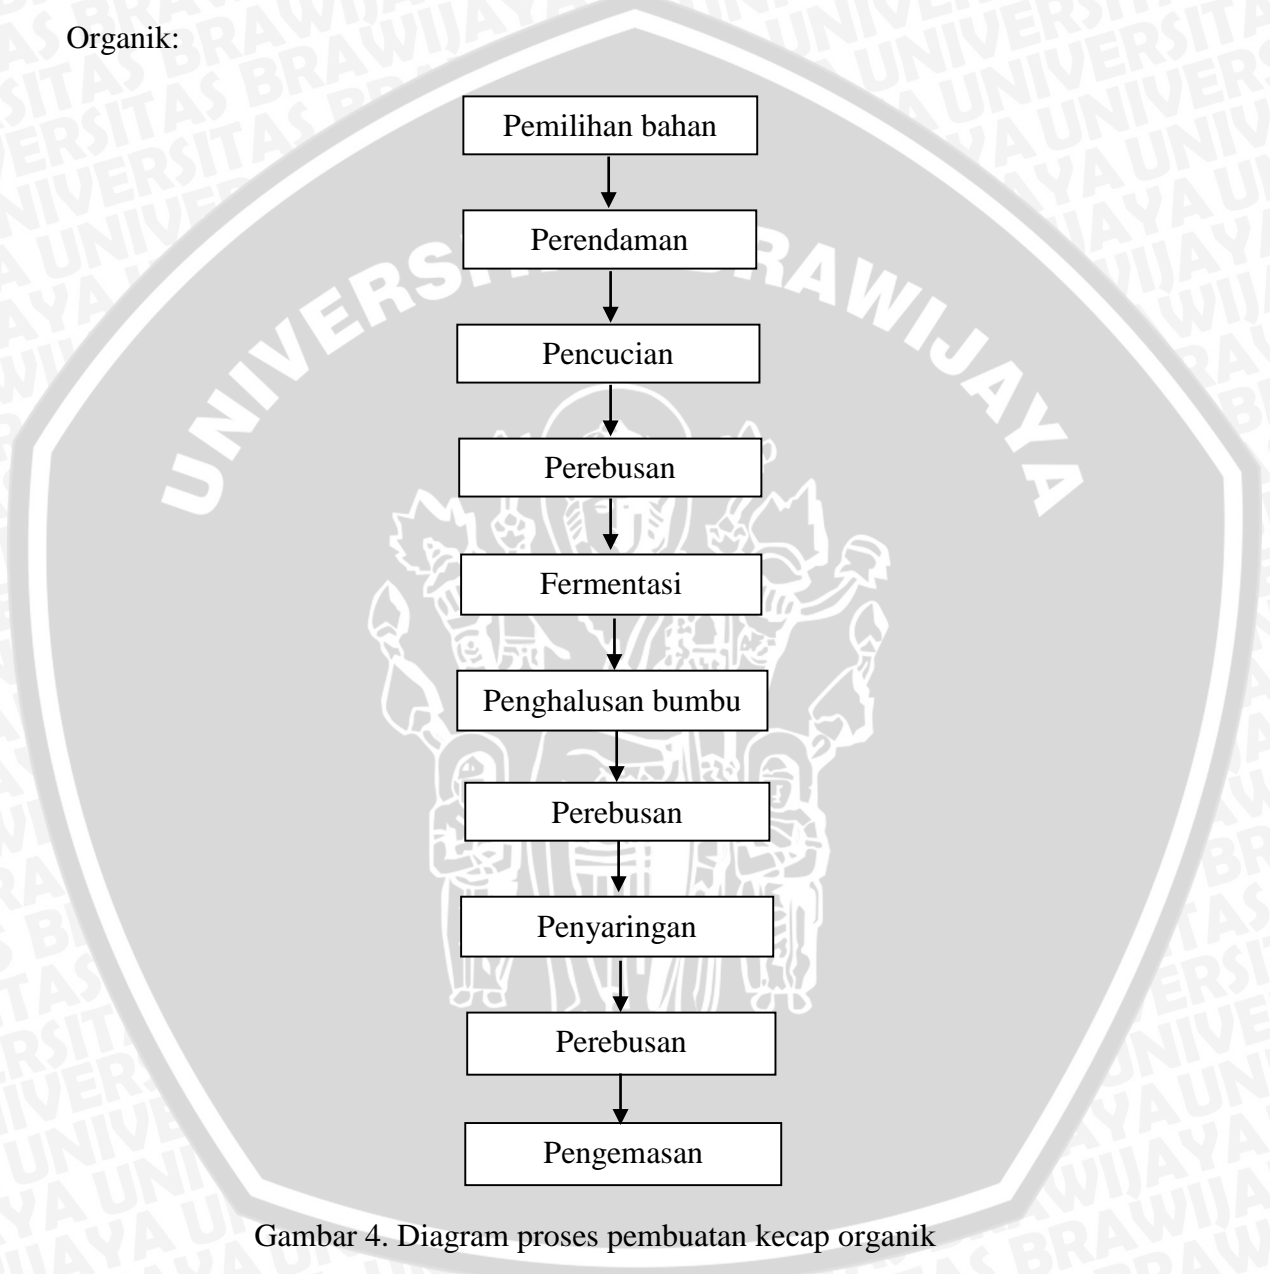 Organik:
Pemilihan bahan
Perendaman
Pencucian
Perebusan
Fermentasi
Penghalusan bumbu
Perebusan
Penyaringan
Perebusan
Pengemasan
Gambar 4. Diagram proses pembuatan kecap organik